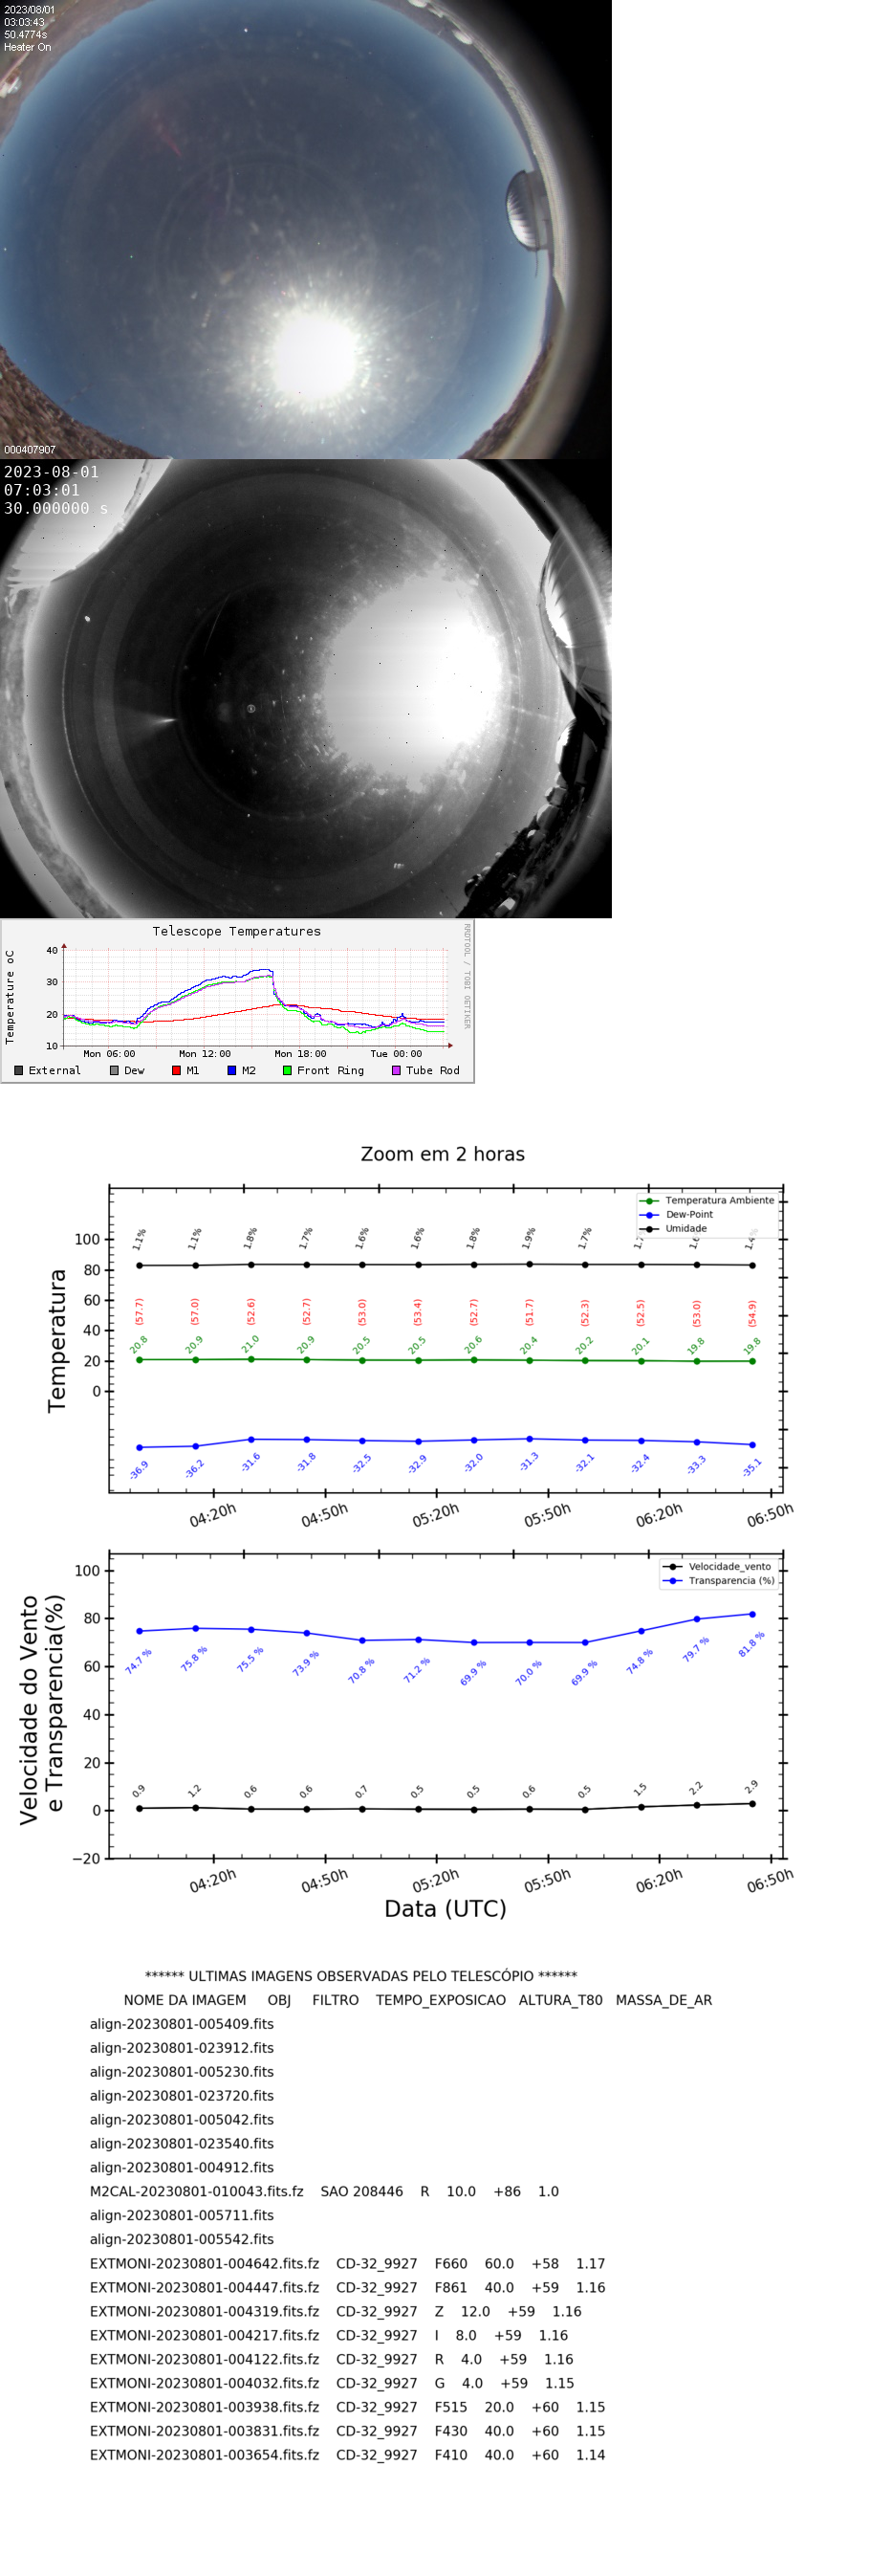 2023/08/01
03:03:43
50.4774s
Heater On
000407907
2023-08-01
07:03:01
30.000000 s
Telescope Temperatures
RRDTOOL / TOBI OETIKER
Temperature oC
40
30
20
10
Mon 06:00 Mon 12:00 Mon 18:00 Tue 00:00
External Dew M1 M2 Front Ring Tube Rod
Zoom em 2 horas
Temperatura Ambiente
Dew-Point
Umidade
Temperatura
100
80
60
40
20
0
1.1% 1.1% 1.8% 1.7% 1.6% 1.6% 1.8% 1.9% 1.7%
(57.7) (57.0) (52.6) (52.7) (53.0) (53.4) (52.7) (51.7) (52.3) (52.5) (53.0) (54.9)
20.8 20.9 21.0 20.9 20.5 20.5 20.6 20.4 20.2 20.1 19.8 19.8
-36.9 -36.2 -31.6 -31.8 -32.5 -32.9 -32.0 -31.3 -32.1 -32.4 -33.3 -35.1
04:20h 04:50h 05:20h 05:50h 06:20h 06:50h
Velocidade_vento
Transparencia (%)
Velocidade do Vento
e Transparencia(%)
100
80
60
40
20
0
−20
74.7 % 75.8 % 75.5 % 73.9 % 70.8 % 71.2 % 69.9 % 70.0 % 69.9 % 74.8 % 79.7 % 81.8 %
0.9 1.2 0.6 0.6 0.7 0.5 0.5 0.6 0.5 1.5 2.2 2.9
04:20h 04:50h 05:20h 05:50h 06:20h 06:50h
Data (UTC)
****** ULTIMAS IMAGENS OBSERVADAS PELO TELESCÓPIO ******
NOME DA IMAGEM OBJ FILTRO TEMPO_EXPOSICAO ALTURA_T80 MASSA_DE_AR
align-20230801-005409.fits
align-20230801-023912.fits
align-20230801-005230.fits
align-20230801-023720.fits
align-20230801-005042.fits
align-20230801-023540.fits
align-20230801-004912.fits
M2CAL-20230801-010043.fits.fz SAO 208446 R 10.0 +86 1.0
align-20230801-005711.fits
align-20230801-005542.fits
EXTMONI-20230801-004642.fits.fz CD-32_9927 F660 60.0 +58 1.17
EXTMONI-20230801-004447.fits.fz CD-32_9927 F861 40.0 +59 1.16
EXTMONI-20230801-004319.fits.fz CD-32_9927 Z 12.0 +59 1.16
EXTMONI-20230801-004217.fits.fz CD-32_9927 I 8.0 +59 1.16
EXTMONI-20230801-004122.fits.fz CD-32_9927 R 4.0 +59 1.16
EXTMONI-20230801-004032.fits.fz CD-32_9927 G 4.0 +59 1.15
EXTMONI-20230801-003938.fits.fz CD-32_9927 F515 20.0 +60 1.15
EXTMONI-20230801-003831.fits.fz CD-32_9927 F430 40.0 +60 1.15
EXTMONI-20230801-003654.fits.fz CD-32_9927 F410 40.0 +60 1.14